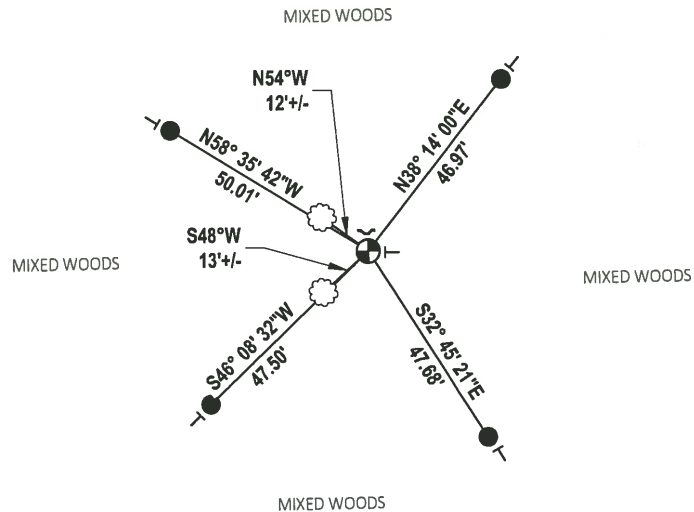 MIXED WOODS
N54°W
12'+/-
N58° 35' 42"W
50.01'
N38° 14' 00"E
46.97'
S48°W
13'+/-
MIXED WOODS
MIXED WOODS
S46° 08' 32"W
47.50'
S32° 45' 21"E
47.68'
MIXED WOODS